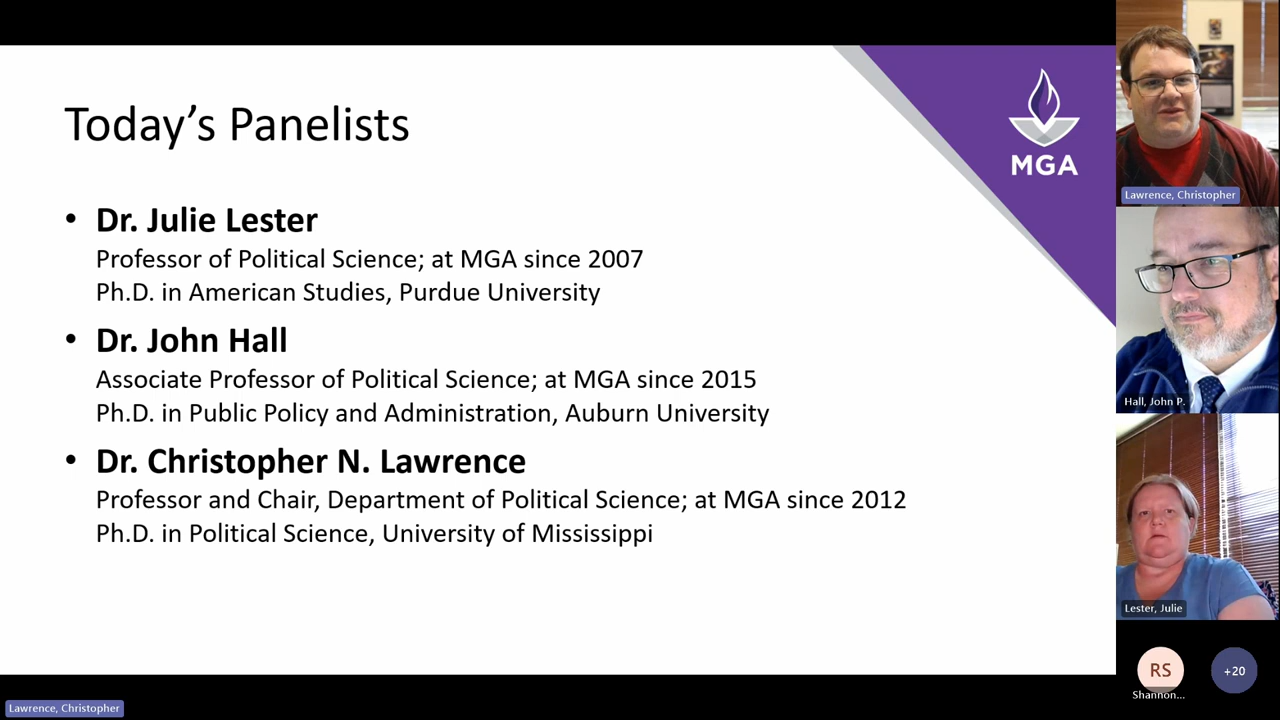 Today's Panelists
MGA
• Dr. Julie Lester
Professor of Political Science; at MGA since 2007
Ph.D. in American Studies, Purdue University
• Dr. John Hall
Associate Professor of Political Science; at MGA since 2015
Ph.D. in Public Policy and Administration, Auburn University
• Dr. Christopher N. Lawrence
Professor and Chair, Department of Political Science; at MGA since 2012
Ph.D. in Political Science, University of Mississippi
Lawrence, Christopher
Hall, John P.
Lester, Julie
RS
+20
Shannon...
Lawrence, Christopher